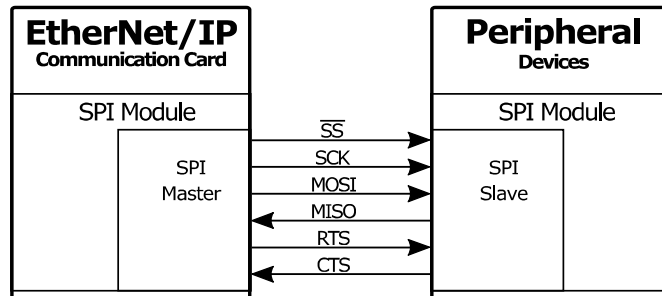 EtherNet/IP
Communication Card
SPI Module
SPI
Master
S̅S̅
SCK
MOSI
MISO
RTS
CTS
Peripheral
Devices
SPI Module
SPI
Slave